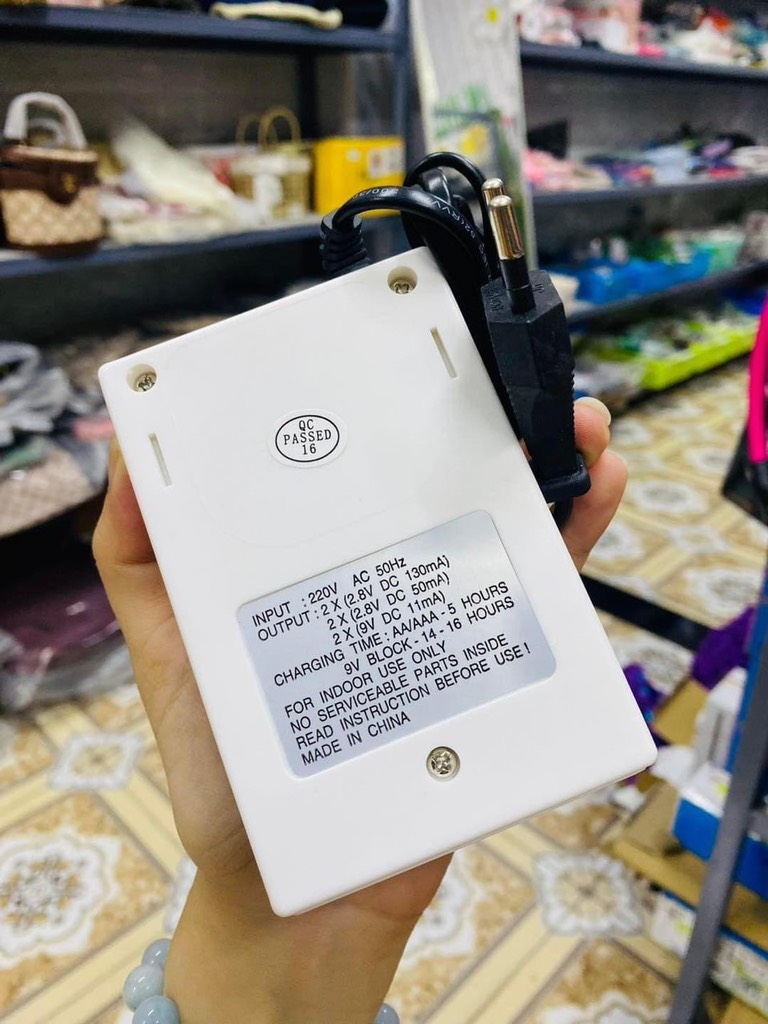 QC
PASSED
16
INPUT : 220V AC 50Hz
OUTPUT : 2 X (2.8V DC 130mA)
2 X (2.8V DC 50mA)
2 X (9V DC 11mA)
CHARGING TIME : AA/AAA - 5 HOURS
9V BLOCK - 14 - 16 HOURS
FOR INDOOR USE ONLY
NO SERVICEABLE PARTS INSIDE
READ INSTRUCTION BEFORE USE !
MADE IN CHINA